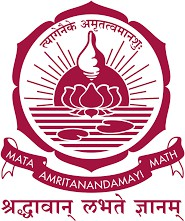 त्यागेनैके अमृतत्वमानशुः
MATA AMRITANANDAMAYI MATH
श्रद्धावान् लभते ज्ञानम्